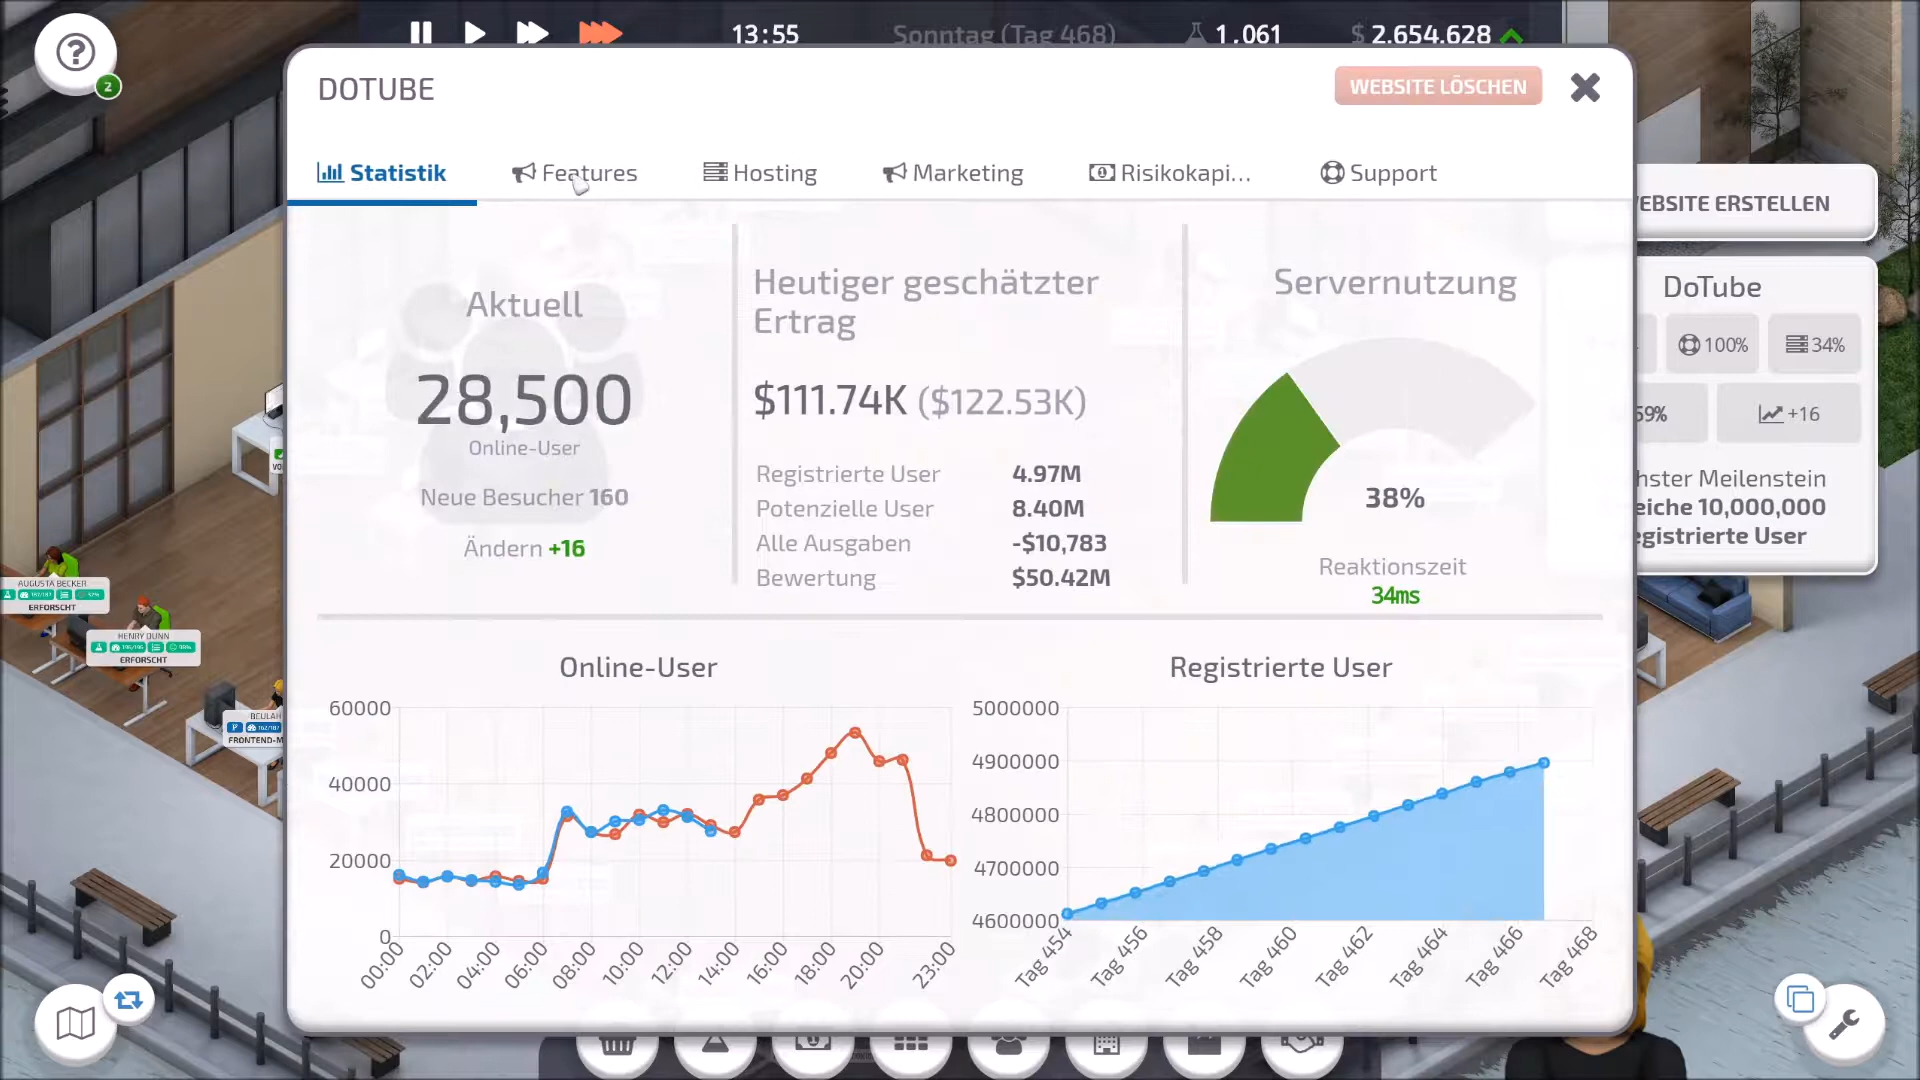 13:55
Sonntag (Tag 468)
1,061
$ 2,654,628
2
DOTUBE
WEBSITE LÖSCHEN
Statistik
Features
Hosting
Marketing
Risikokapi...
Support
EBSITE ERSTELLEN
Aktuell
28,500
Online-User
Neue Besucher 160
Ändern +16
Heutiger geschätzter
Ertrag
$111.74K ($122.53K)
Registrierte User 4.97M
Potenzielle User 8.40M
Alle Ausgaben -$10,783
Bewertung $50.42M
Servernutzung
38%
Reaktionszeit
34ms
DoTube
100%
34%
59%
+16
hster Meilenstein
eiche 10,000,000
egistrierte User
AUGUSTA BECKER
ERFORSCHT
HENRY DUNN
ERFORSCHT
BEULAH
FRONTEND-M
Online-User
60000
40000
20000
0
00:00
02:00
04:00
06:00
08:00
10:00
12:00
14:00
16:00
18:00
20:00
23:00
Registrierte User
5000000
4900000
4800000
4700000
4600000
Tag 454
Tag 456
Tag 458
Tag 460
Tag 462
Tag 464
Tag 466
Tag 468